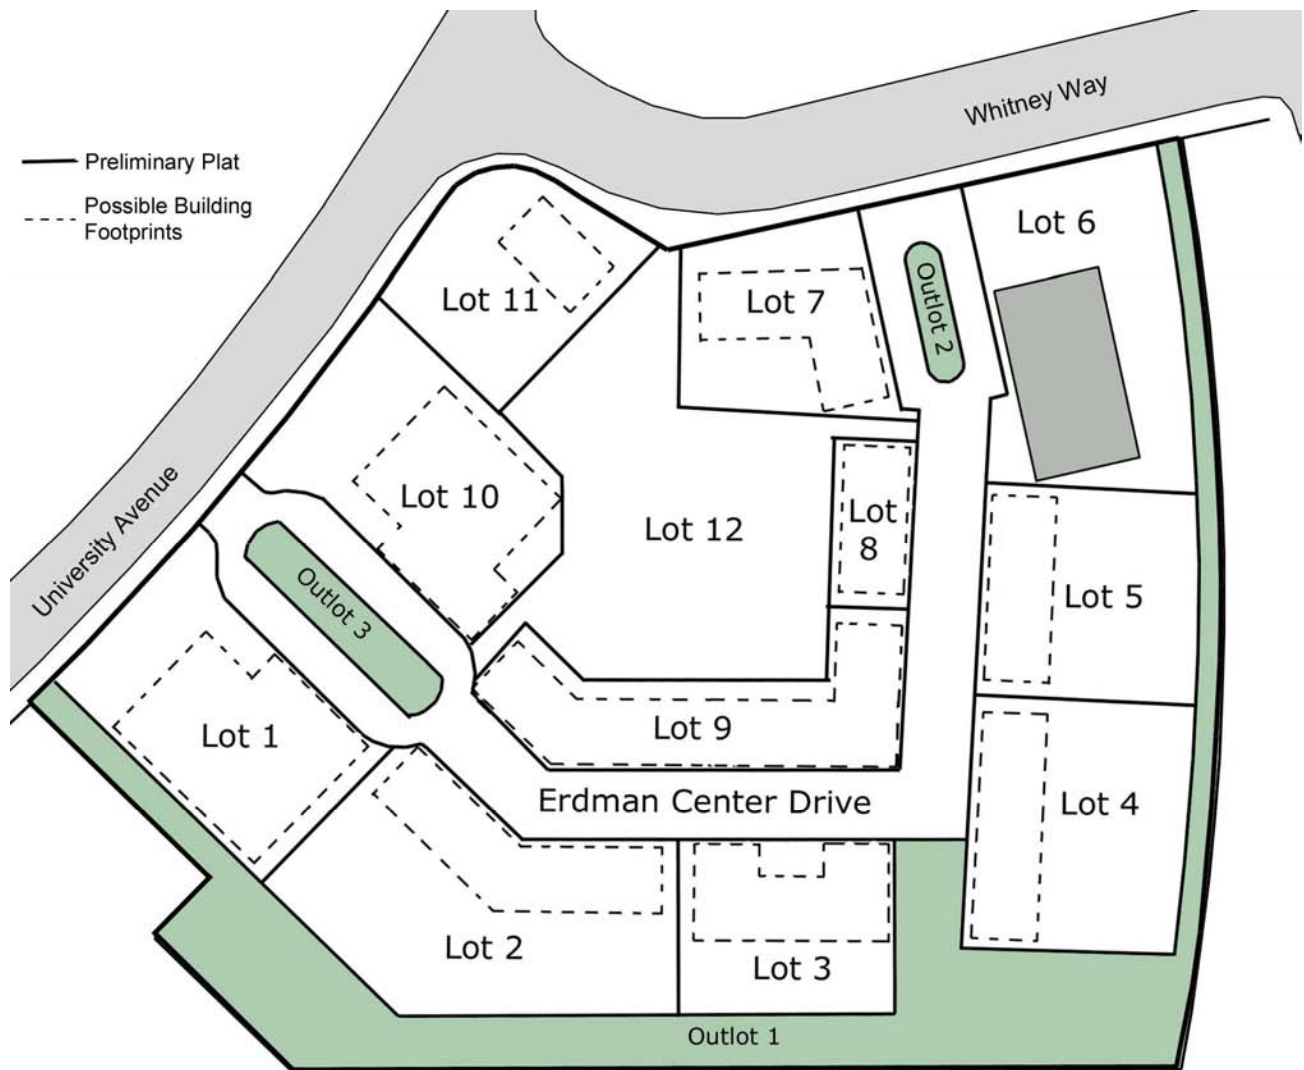 Whitney Way
Preliminary Plat
Possible Building
Footprints
Lot 6
Lot 11
Lot 7
Outlot 2
Lot 10
Lot 12
Lot
8
University Avenue
Outlot 3
Lot 5
Lot 1
Lot 9
Erdman Center Drive
Lot 4
Lot 2
Lot 3
Outlot 1